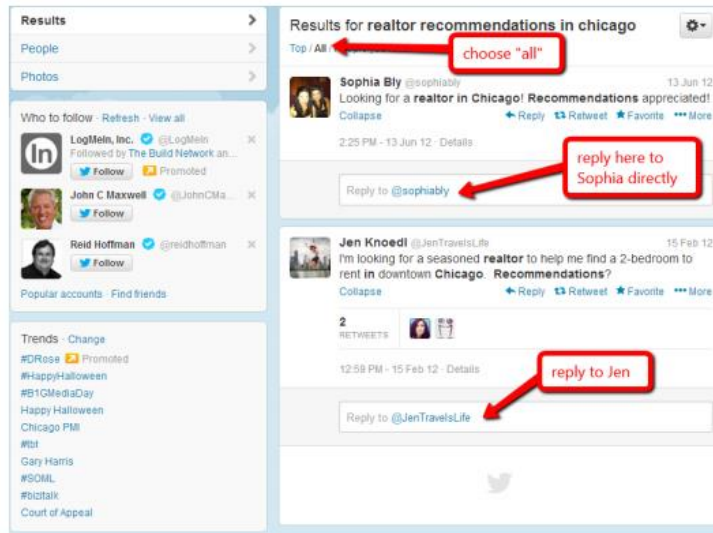 Results
People
Photos
Who to follow · Refresh · View all
LogMeIn, Inc. @LogMeIn
Followed by The Build Network an...
Follow Promoted
John C Maxwell @JohnCMa...
Follow
Reid Hoffman @reidhoffman
Follow
Popular accounts · Find friends
Trends · Change
#DRose Promoted
#HappyHalloween
#B1GMediaDay
Happy Halloween
Chicago PMI
#tbt
Gary Harris
#SOML
#bizitalk
Court of Appeal
Results for realtor recommendations in chicago
Top / All /
choose "all"
Sophia Bly @sophiably 13 Jun 12
Looking for a realtor in Chicago! Recommendations appreciated!
Collapse Reply Retweet Favorite More
2:25 PM - 13 Jun 12 · Details
reply here to
Sophia directly
Reply to @sophiably
Jen Knoedl @JenTravelsLife 15 Feb 12
I'm looking for a seasoned realtor to help me find a 2-bedroom to
rent in downtown Chicago. Recommendations?
Collapse Reply Retweet Favorite More
2
RETWEETS
12:59 PM - 15 Feb 12 · Details
reply to Jen
Reply to @JenTravelsLife